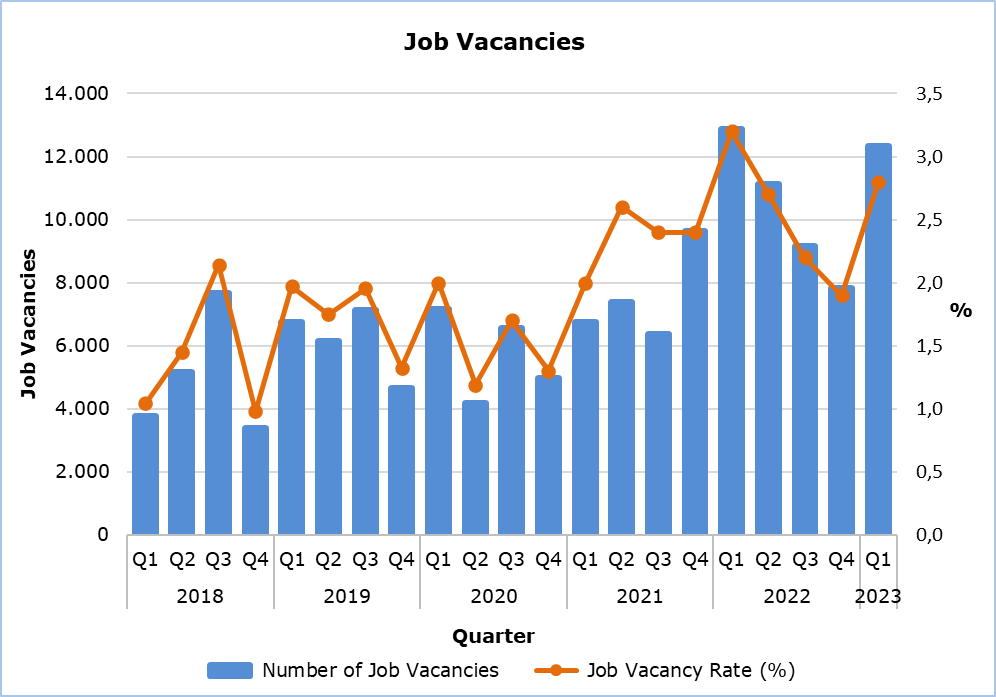 Job Vacancies
14.000 3,5
12.000 3,0
10.000 2,5
8.000 2,0
6.000 1,5
4.000 1,0
2.000 0,5
0 0,0
Job Vacancies
%
Q1 Q2 Q3 Q4 Q1 Q2 Q3 Q4 Q1 Q2 Q3 Q4 Q1 Q2 Q3 Q4 Q1 Q2 Q3 Q4 Q1
2018 2019 2020 2021 2022 2023
Quarter
Number of Job Vacancies Job Vacancy Rate (%)